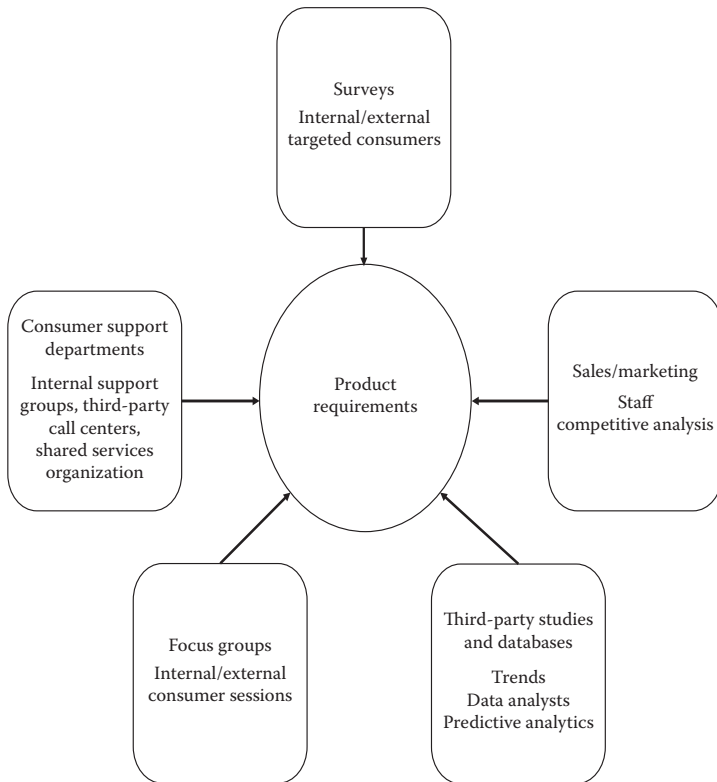 Surveys
Internal/external
targeted consumers
Consumer support
departments
Internal support
groups, third-party
call centers,
shared services
organization
Product
requirements
Sales/marketing
Staff
competitive analysis
Focus groups
Internal/external
consumer sessions
Third-party studies
and databases
Trends
Data analysts
Predictive analytics